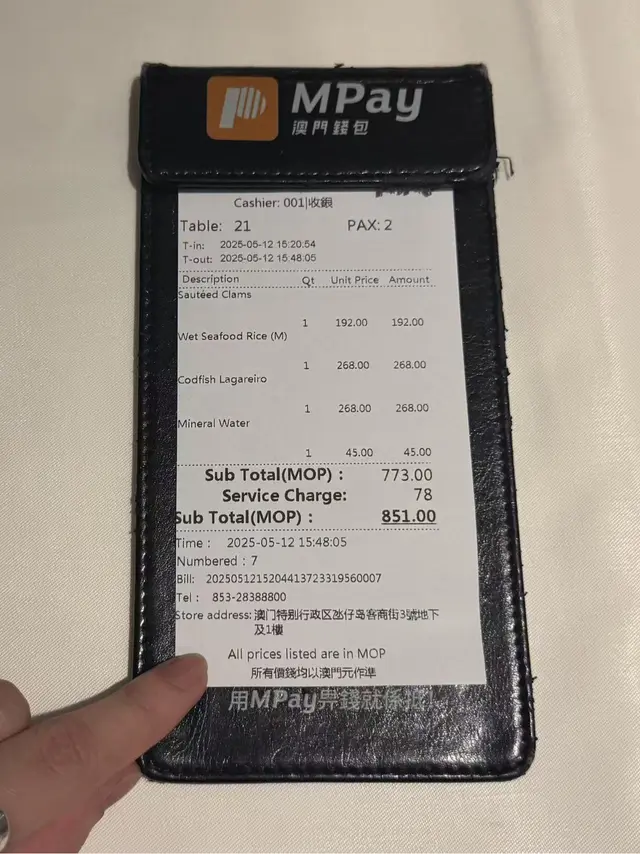 MPay
澳門錢包
Cashier: 001|收銀
Table: 21 PAX: 2
T-in: 2025-05-12 15:20:54
T-out: 2025-05-12 15:48:05
Description Qt Unit Price Amount
Sautéed Clams
1 192.00 192.00
Wet Seafood Rice (M)
1 268.00 268.00
Codfish Lagareiro
1 268.00 268.00
Mineral Water
1 45.00 45.00
Sub Total(MOP) : 773.00
Service Charge: 78
Sub Total(MOP) : 851.00
Time : 2025-05-12 15:48:05
Numbered : 7
Bill: 2025051215204413723319560007
Tel : 853-28388800
Store address: 澳门特别行政区氹仔岛客商街3號地下
及1樓
All prices listed are in MOP
所有價錢均以澳門元作準
用MPay畀錢就係